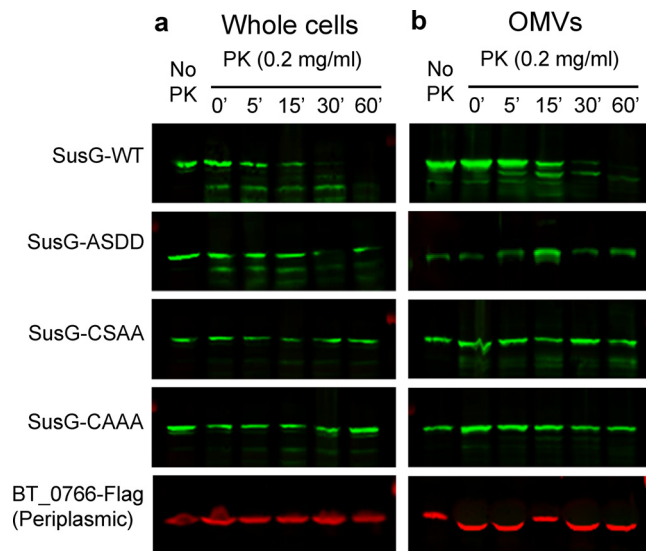 a Whole cells b OMVs
No PK PK (0.2 mg/ml) No PK PK (0.2 mg/ml)
0’ 5’ 15’ 30’ 60’ 0’ 5’ 15’ 30’ 60’
SusG-WT
SusG-ASDD
SusG-CSAA
SusG-CAAA
BT_0766-Flag
(Periplasmic)